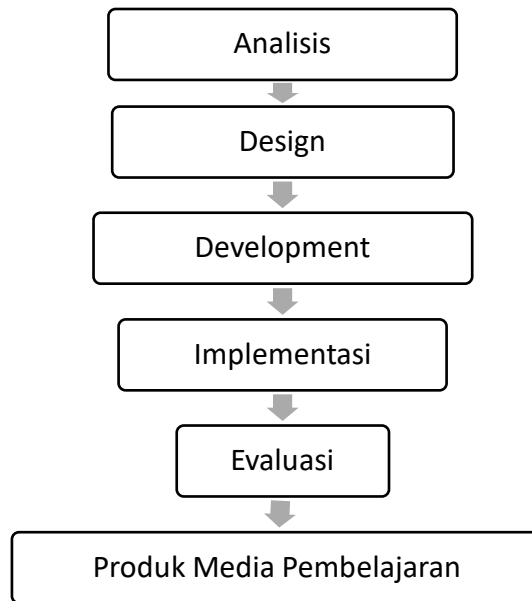 Analisis
Design
Development
Implementasi
Evaluasi
Produk Media Pembelajaran